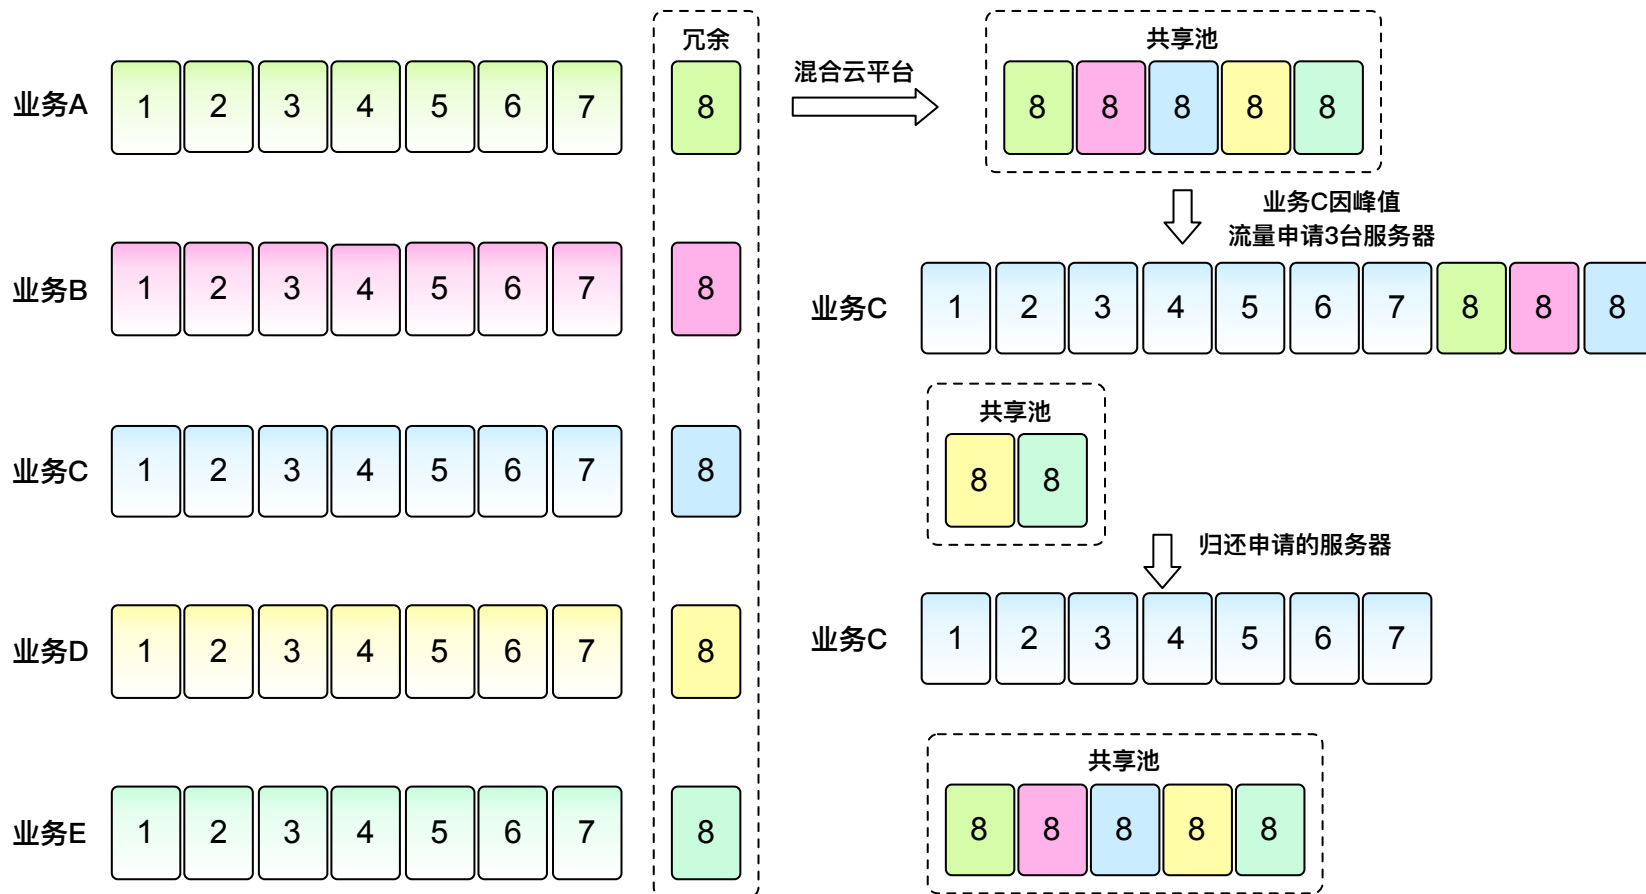 冗余
业务A 1 2 3 4 5 6 7 8
业务B 1 2 3 4 5 6 7 8
业务C 1 2 3 4 5 6 7 8
业务D 1 2 3 4 5 6 7 8
业务E 1 2 3 4 5 6 7 8
混合云平台
共享池
8 8 8 8 8
业务C因峰值
流量申请3台服务器
业务C 1 2 3 4 5 6 7 8 8 8
共享池
8 8
归还申请的服务器
业务C 1 2 3 4 5 6 7
共享池
8 8 8 8 8